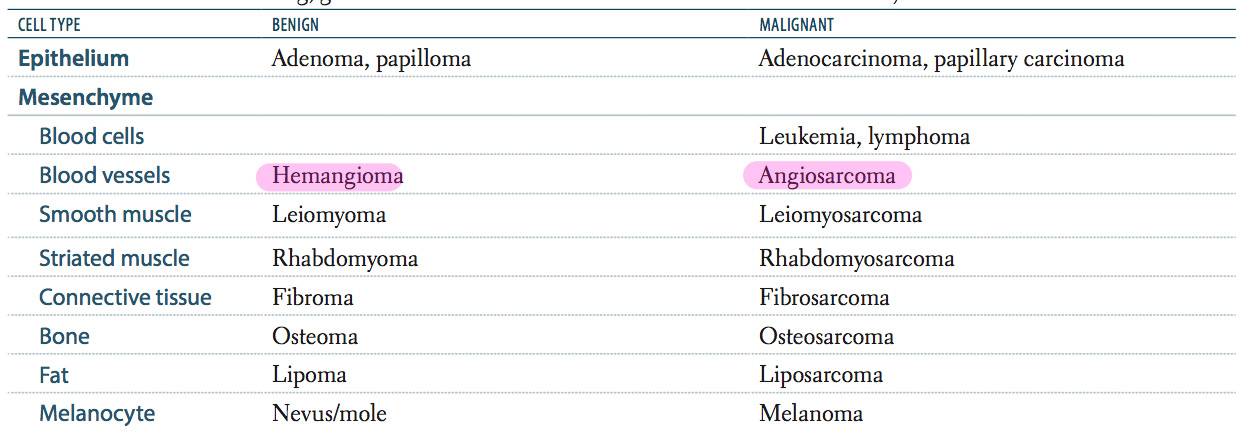 CELL TYPE BENIGN MALIGNANT
Epithelium Adenoma, papilloma Adenocarcinoma, papillary carcinoma
Mesenchyme
Blood cells Leukemia, lymphoma
Blood vessels Hemangioma Angiosarcoma
Smooth muscle Leiomyoma Leiomyosarcoma
Striated muscle Rhabdomyoma Rhabdomyosarcoma
Connective tissue Fibroma Fibrosarcoma
Bone Osteoma Osteosarcoma
Fat Lipoma Liposarcoma
Melanocyte Nevus/mole Melanoma